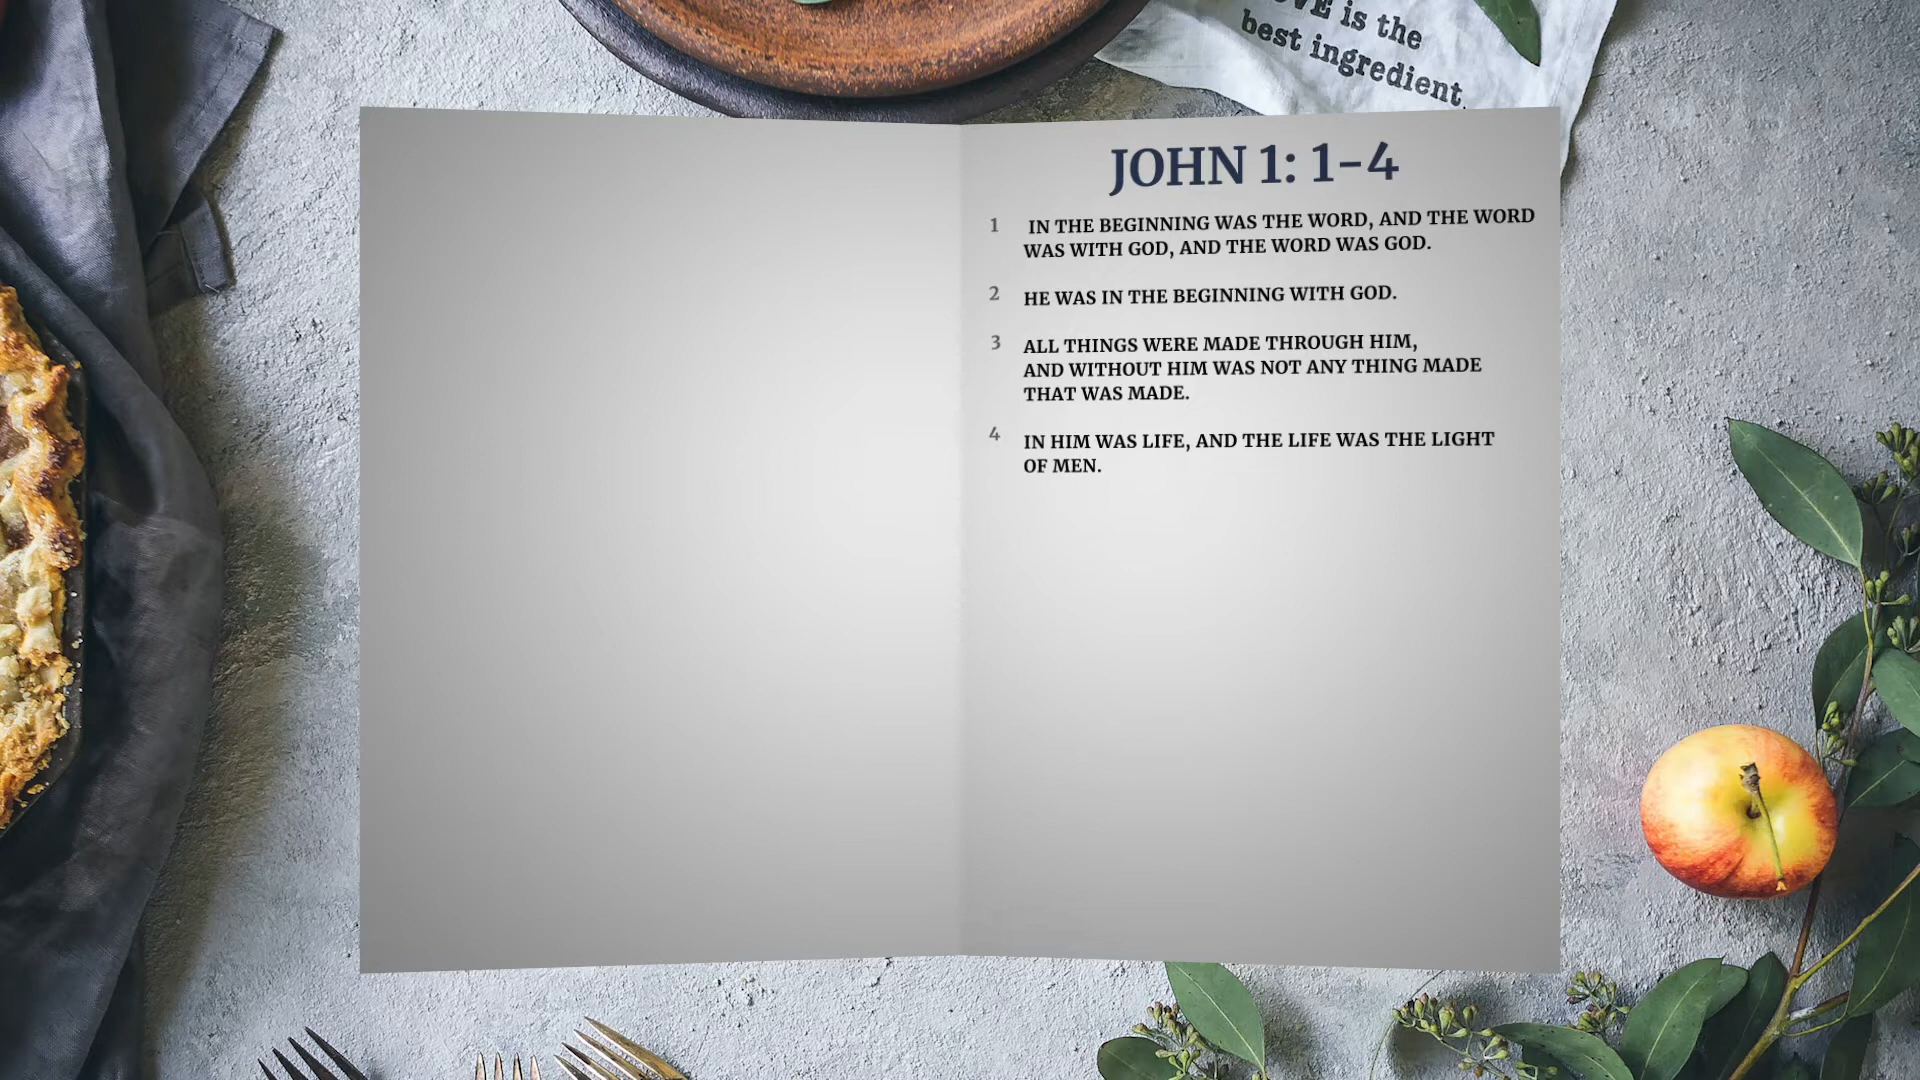 is the
best ingredient
JOHN 1: 1-4
1 IN THE BEGINNING WAS THE WORD, AND THE WORD
WAS WITH GOD, AND THE WORD WAS GOD.
2 HE WAS IN THE BEGINNING WITH GOD.
3 ALL THINGS WERE MADE THROUGH HIM,
AND WITHOUT HIM WAS NOT ANY THING MADE
THAT WAS MADE.
4 IN HIM WAS LIFE, AND THE LIFE WAS THE LIGHT
OF MEN.